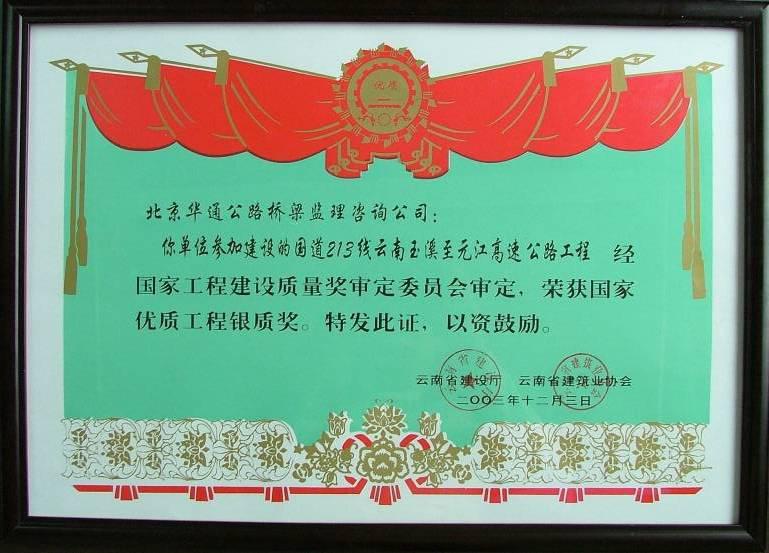 优质
北京华通公路桥梁监理咨询公司：
你单位参加建设的国道213线云南玉溪至元江高速公路工程 经
国家工程建设质量奖审定委员会审定，荣获国家
优质工程银质奖。特发此证，以资鼓励。
云南省建设厅 云南省建筑业协会
二〇〇三年十二月三日